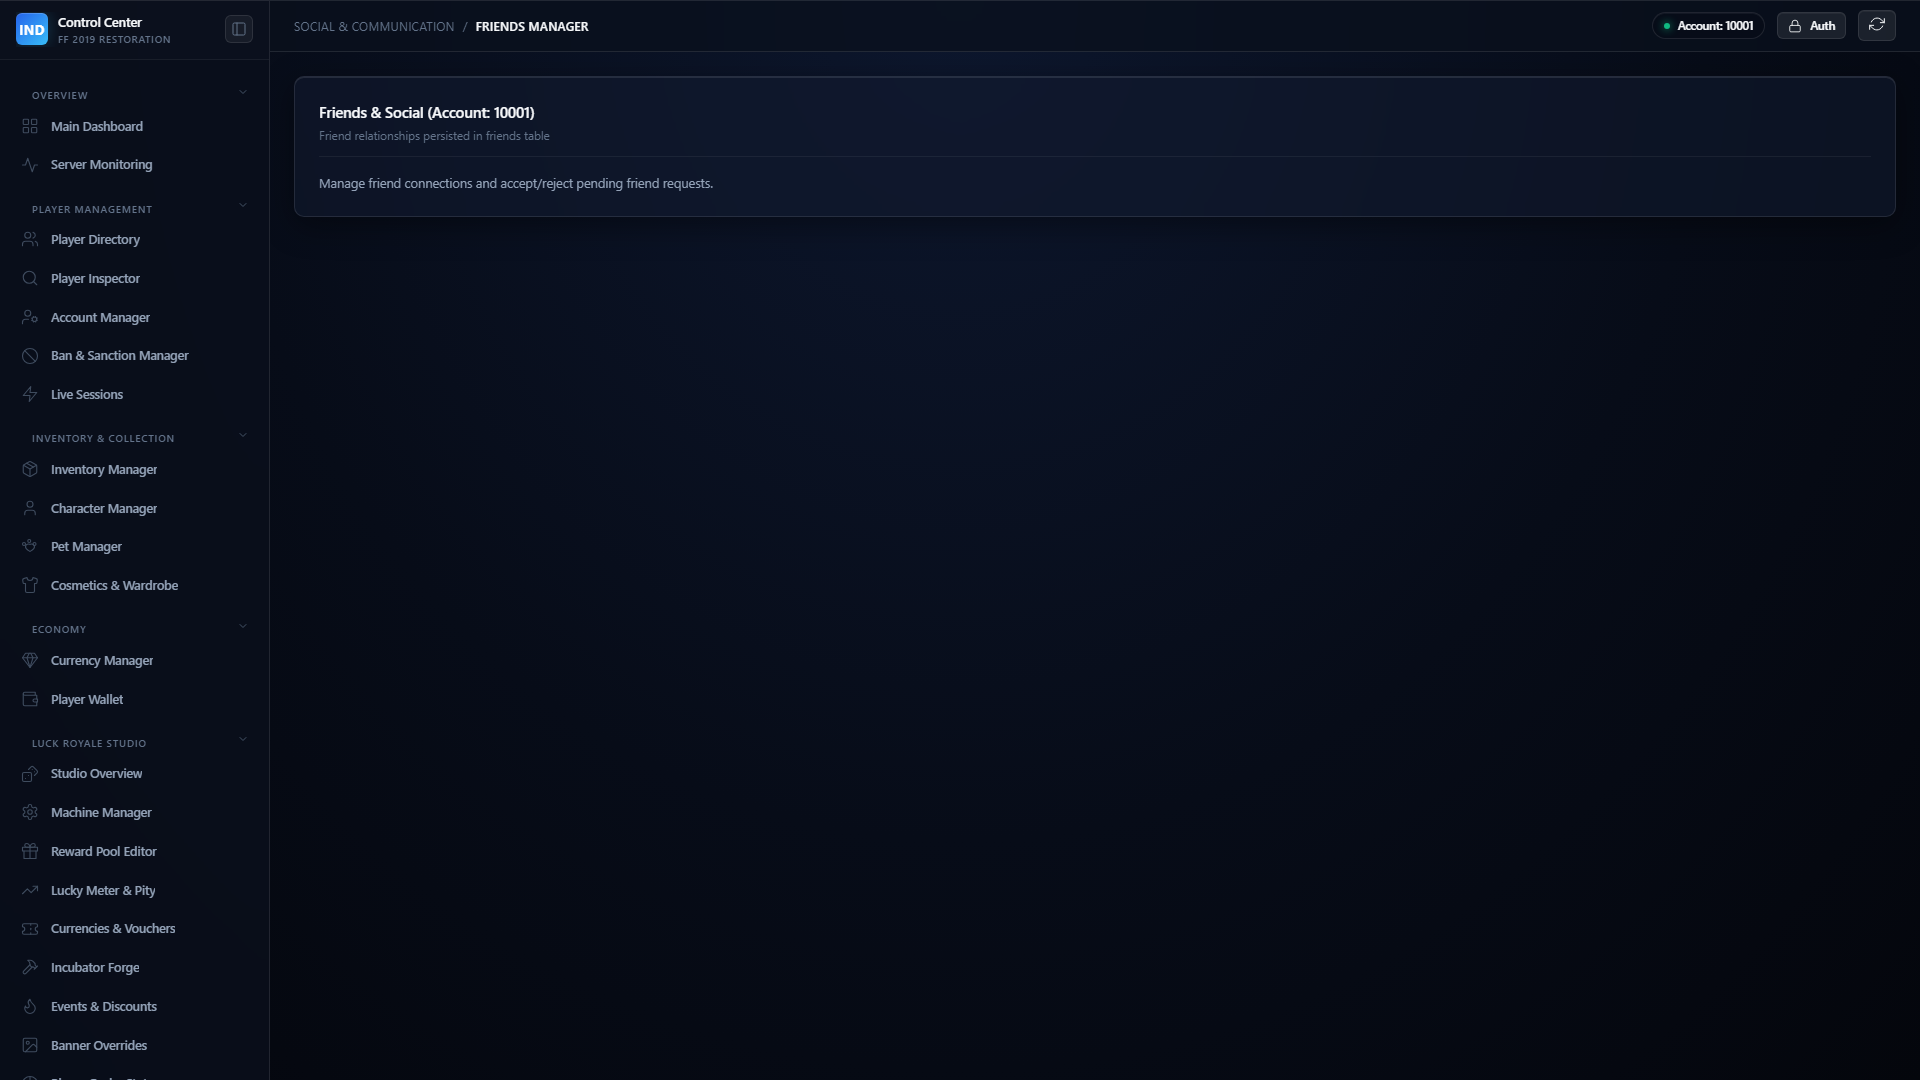 IND
Control Center
FF 2019 RESTORATION
SOCIAL & COMMUNICATION / FRIENDS MANAGER
Account: 10001
Auth
OVERVIEW
Main Dashboard
Server Monitoring
PLAYER MANAGEMENT
Player Directory
Player Inspector
Account Manager
Ban & Sanction Manager
Live Sessions
INVENTORY & COLLECTION
Inventory Manager
Character Manager
Pet Manager
Cosmetics & Wardrobe
ECONOMY
Currency Manager
Player Wallet
LUCK ROYALE STUDIO
Studio Overview
Machine Manager
Reward Pool Editor
Lucky Meter & Pity
Currencies & Vouchers
Incubator Forge
Events & Discounts
Banner Overrides
Friends & Social (Account: 10001)
Friend relationships persisted in friends table
Manage friend connections and accept/reject pending friend requests.